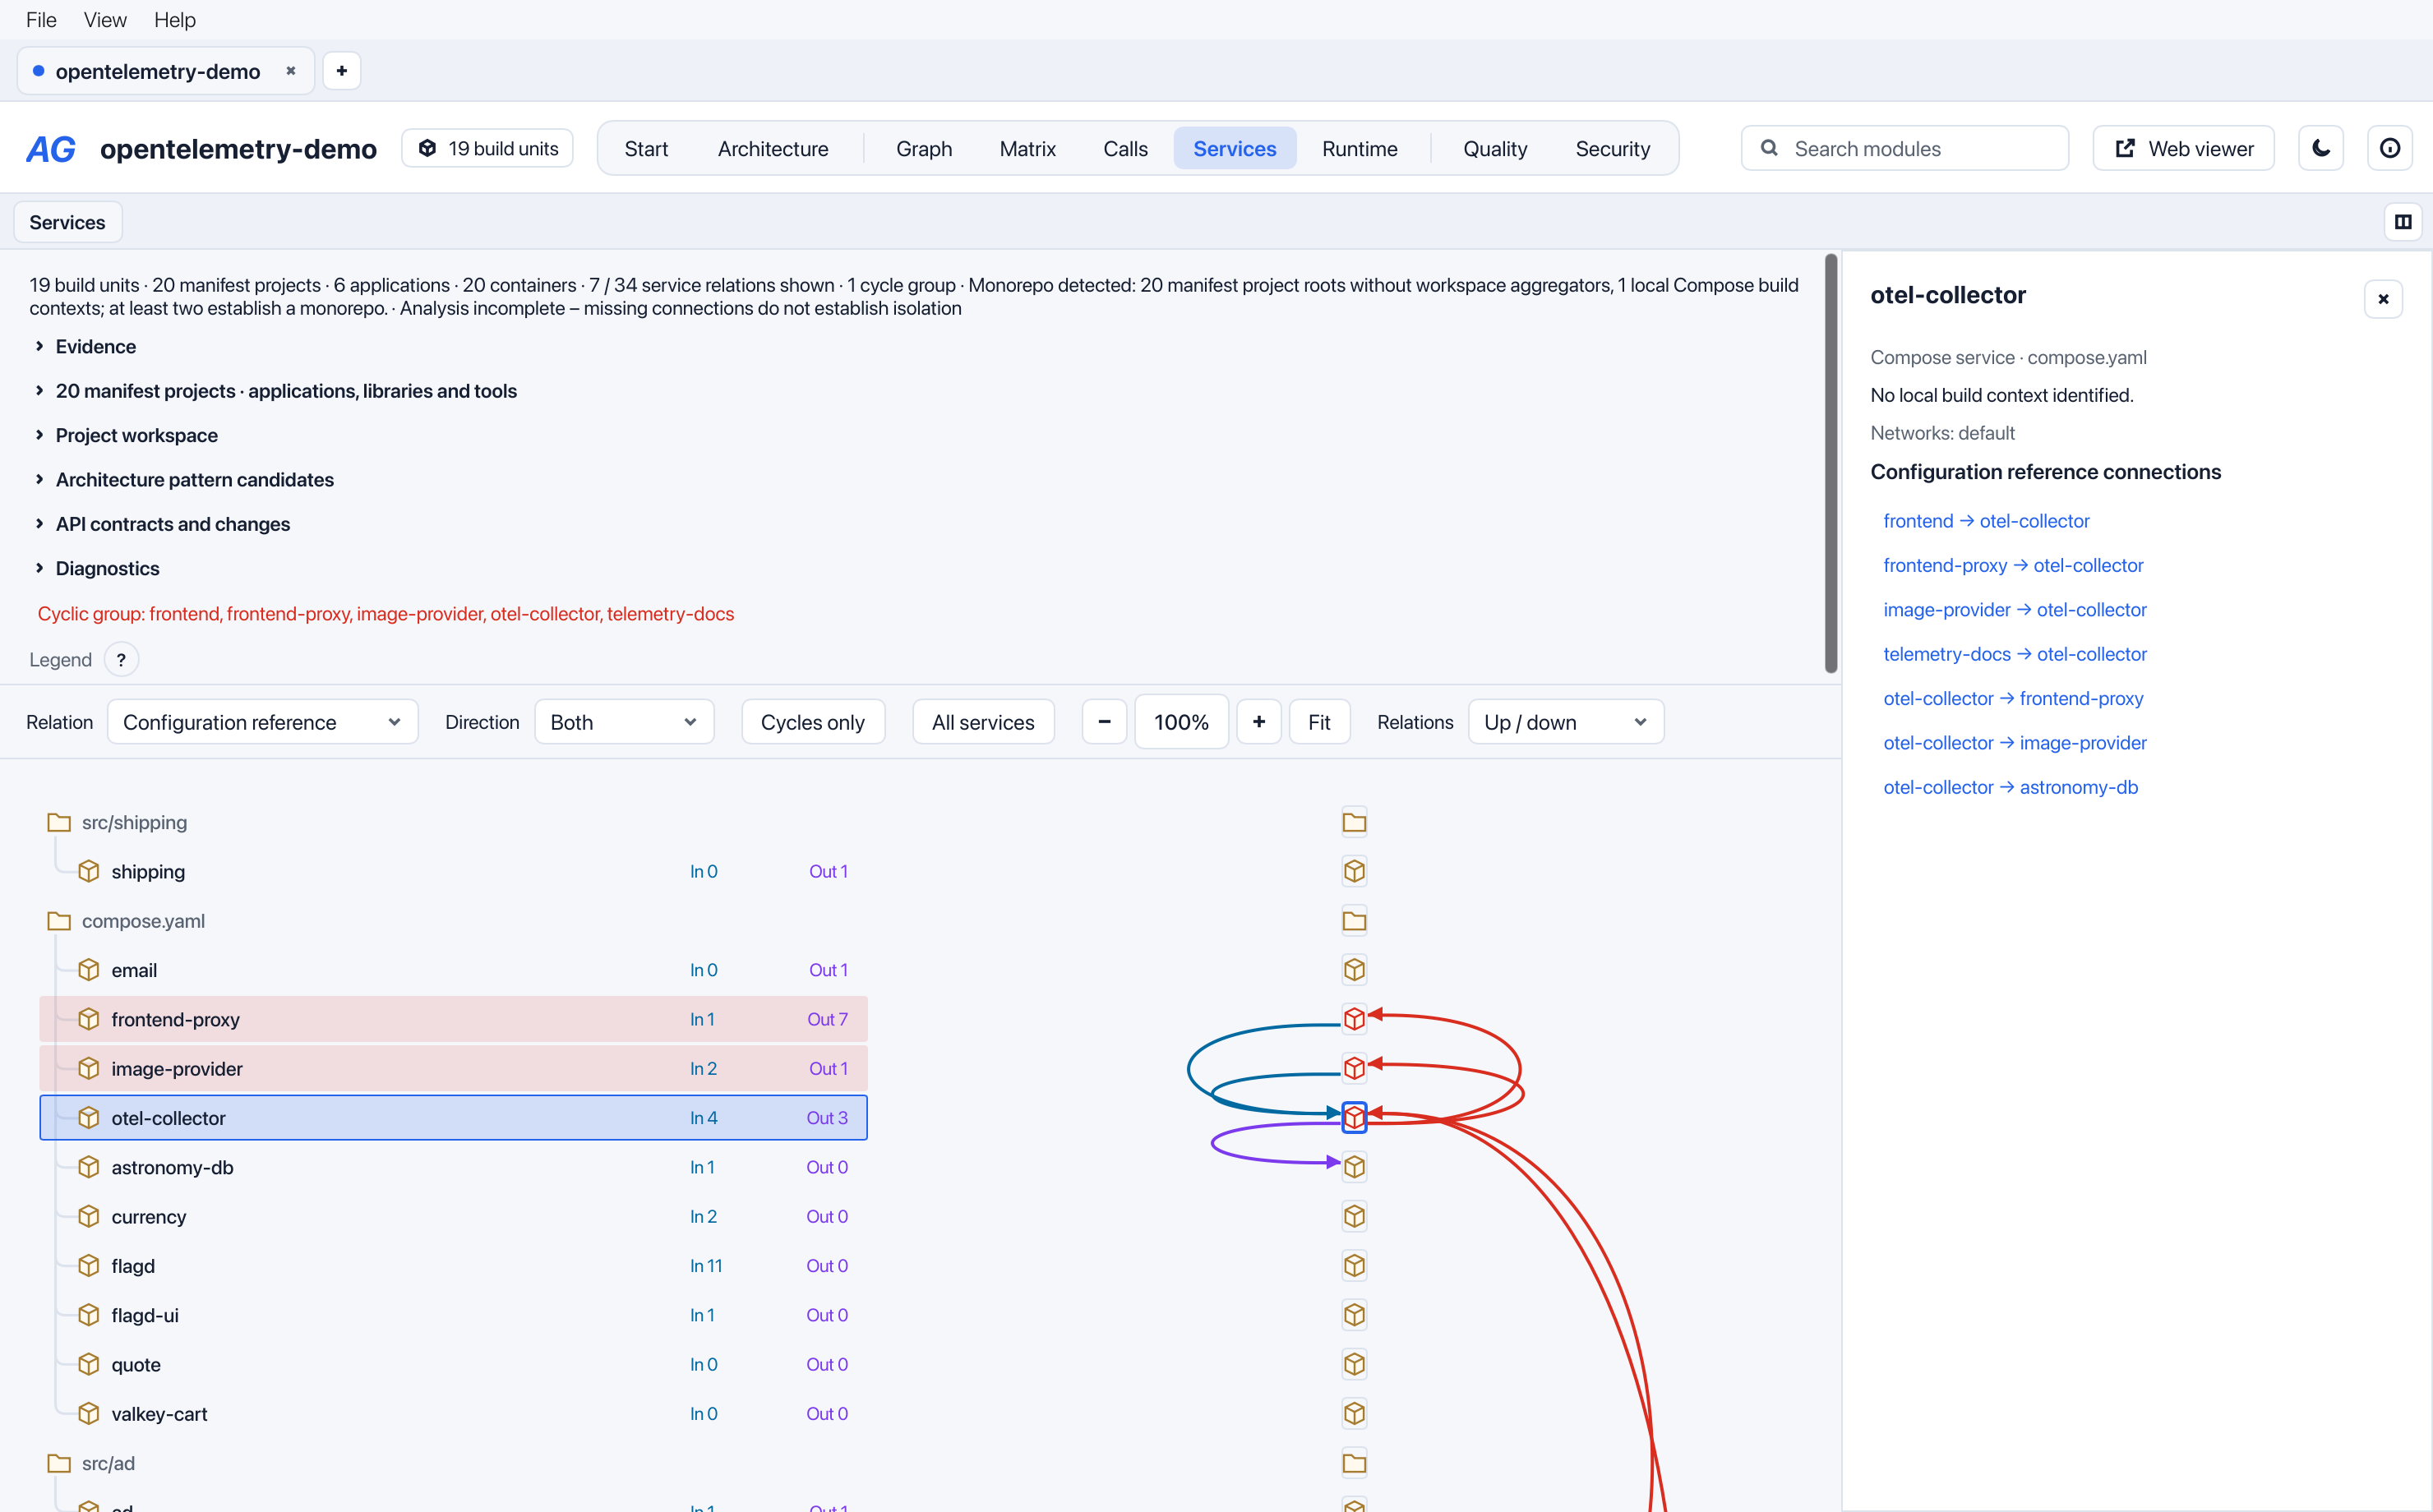 File View Help
opentelemetry-demo
AG opentelemetry-demo 19 build units Start Architecture Graph Matrix Calls Services Runtime Quality Security Search modules Web viewer
Services
19 build units · 20 manifest projects · 6 applications · 20 containers · 7 / 34 service relations shown · 1 cycle group · Monorepo detected: 20 manifest project roots without workspace aggregators, 1 local Compose build
contexts; at least two establish a monorepo. · Analysis incomplete – missing connections do not establish isolation
Evidence
20 manifest projects · applications, libraries and tools
Project workspace
Architecture pattern candidates
API contracts and changes
Diagnostics
Cyclic group: frontend, frontend-proxy, image-provider, otel-collector, telemetry-docs
Legend ?
Relation Configuration reference Direction Both Cycles only All services − 100% + Fit Relations Up / down
src/shipping
shipping In 0 Out 1
compose.yaml
email In 0 Out 1
frontend-proxy In 1 Out 7
image-provider In 2 Out 1
otel-collector In 4 Out 3
astronomy-db In 1 Out 0
currency In 2 Out 0
flagd In 11 Out 0
flagd-ui In 1 Out 0
quote In 0 Out 0
valkey-cart In 0 Out 0
src/ad
ad In 1 Out 1
otel-collector
Compose service · compose.yaml
No local build context identified.
Networks: default
Configuration reference connections
frontend → otel-collector
frontend-proxy → otel-collector
image-provider → otel-collector
telemetry-docs → otel-collector
otel-collector → frontend-proxy
otel-collector → image-provider
otel-collector → astronomy-db